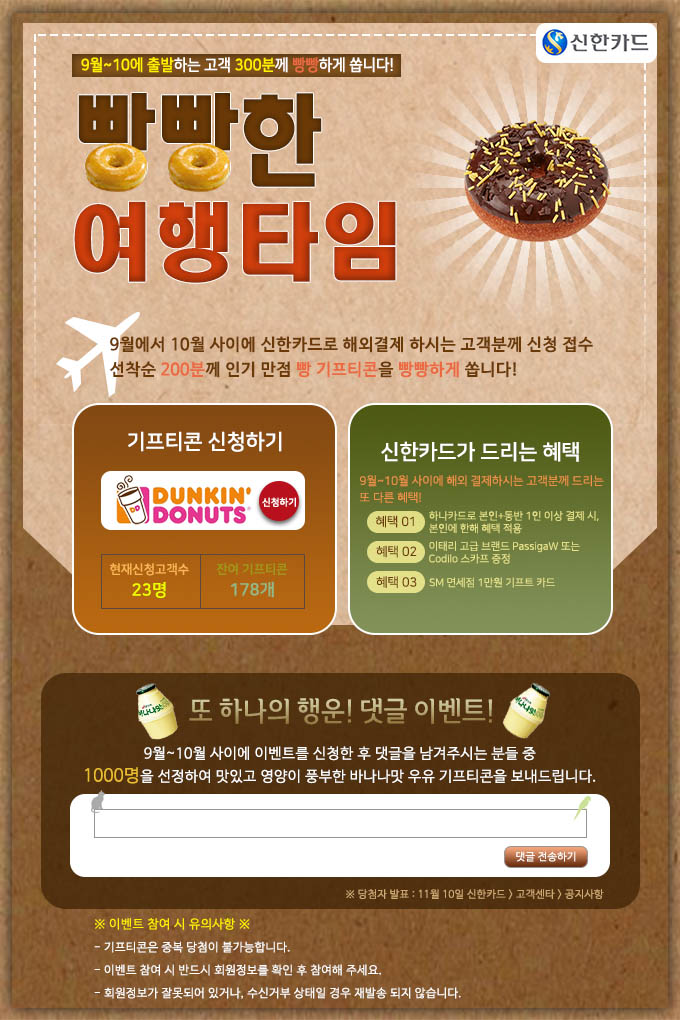 신한카드
9월~10에 출발하는 고객 300분께 빵빵하게 쏩니다!
빵빵한
여행타임
9월에서 10월 사이에 신한카드로 해외결제 하시는 고객분께 신청 접수
선착순 200분께 인기 만점 빵 기프티콘을 빵빵하게 쏩니다!
기프티콘 신청하기
DUNKIN'
DONUTS
신청하기
현재신청고객수
23명
잔여 기프티콘
178개
신한카드가 드리는 혜택
9월~10월 사이에 해외 결제하시는 고객분께 드리는
또 다른 혜택!
혜택 01
하나카드로 본인+동반 1인 이상 결제 시,
본인에 한해 혜택 적용
혜택 02
이태리 고급 브랜드 PassigaW 또는
Codilo 스카프 증정
혜택 03
SM 면세점 1만원 기프트 카드
또 하나의 행운! 댓글 이벤트!
9월~10월 사이에 이벤트를 신청한 후 댓글을 남겨주시는 분들 중
1000명을 선정하여 맛있고 영양이 풍부한 바나나맛 우유 기프티콘을 보내드립니다.
댓글 전송하기
※ 당첨자 발표 : 11월 10일 신한카드 > 고객센타 > 공지사항
※ 이벤트 참여 시 유의사항 ※
- 기프티콘은 중복 당첨이 불가능합니다.
- 이벤트 참여 시 반드시 회원정보를 확인 후 참여해 주세요.
- 회원정보가 잘못되어 있거나, 수신거부 상태일 경우 재발송 되지 않습니다.